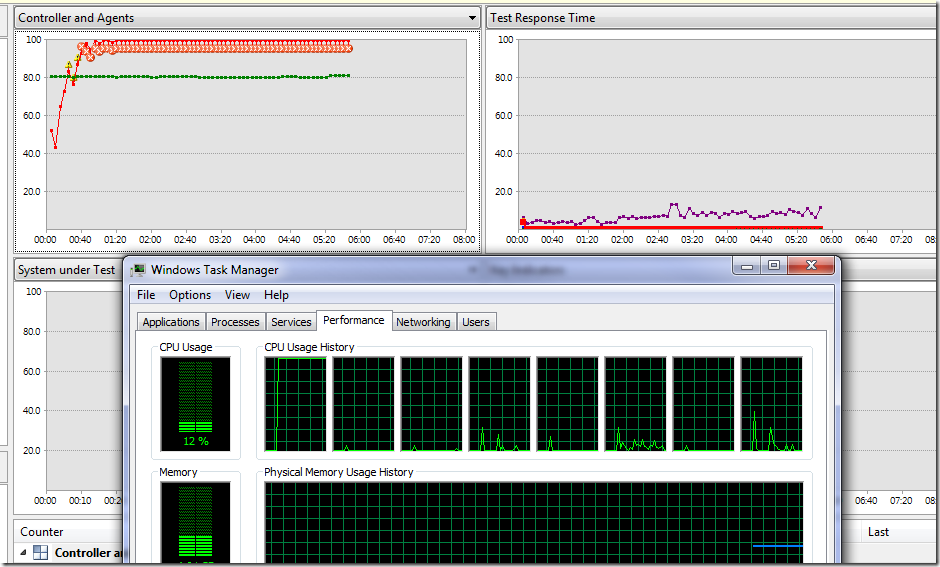 Controller and Agents
Test Response Time
100
80.0
60.0
40.0
20.0
00:00 00:40 01:20 02:00 02:40 03:20 04:00 04:40 05:20 06:00 06:40 07:20 08:00
100
80.0
60.0
40.0
20.0
00:00 00:40 01:20 02:00 02:40 03:20 04:00 04:40 05:20 06:00 06:40 07:20
System under Test
100
80.0
60.0
40.0
20.0
00:00 00:10
06:40 07:20
Windows Task Manager
File Options View Help
Applications Processes Services Performance Networking Users
CPU Usage
CPU Usage History
12 %
Memory
Physical Memory Usage History
Counter
Last
Controller